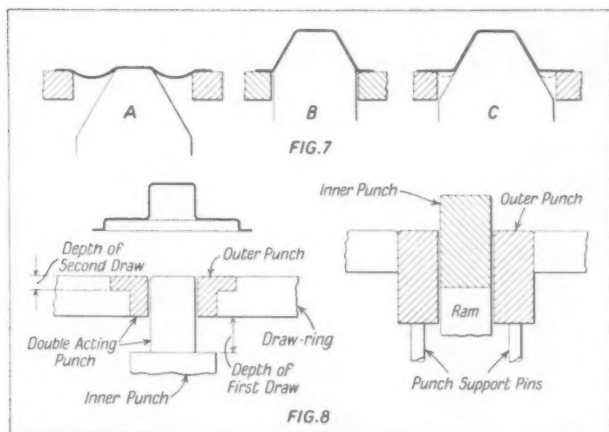 A
B
C
FIG.7
Depth of
Second Draw
Outer Punch
Double Acting
Punch
Draw-ring
Inner Punch
Depth of
First Draw
Inner Punch
Outer Punch
Ram
Punch Support Pins
FIG.8